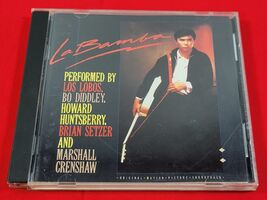 La Bamba
PERFORMED BY
LOS LOBOS,
BO DIDDLEY,
HOWARD
HUNTSBERRY,
BRIAN SETZER
AND
MARSHALL
CRENSHAW
ORIGINAL MOTION PICTURE SOUNDTRACK